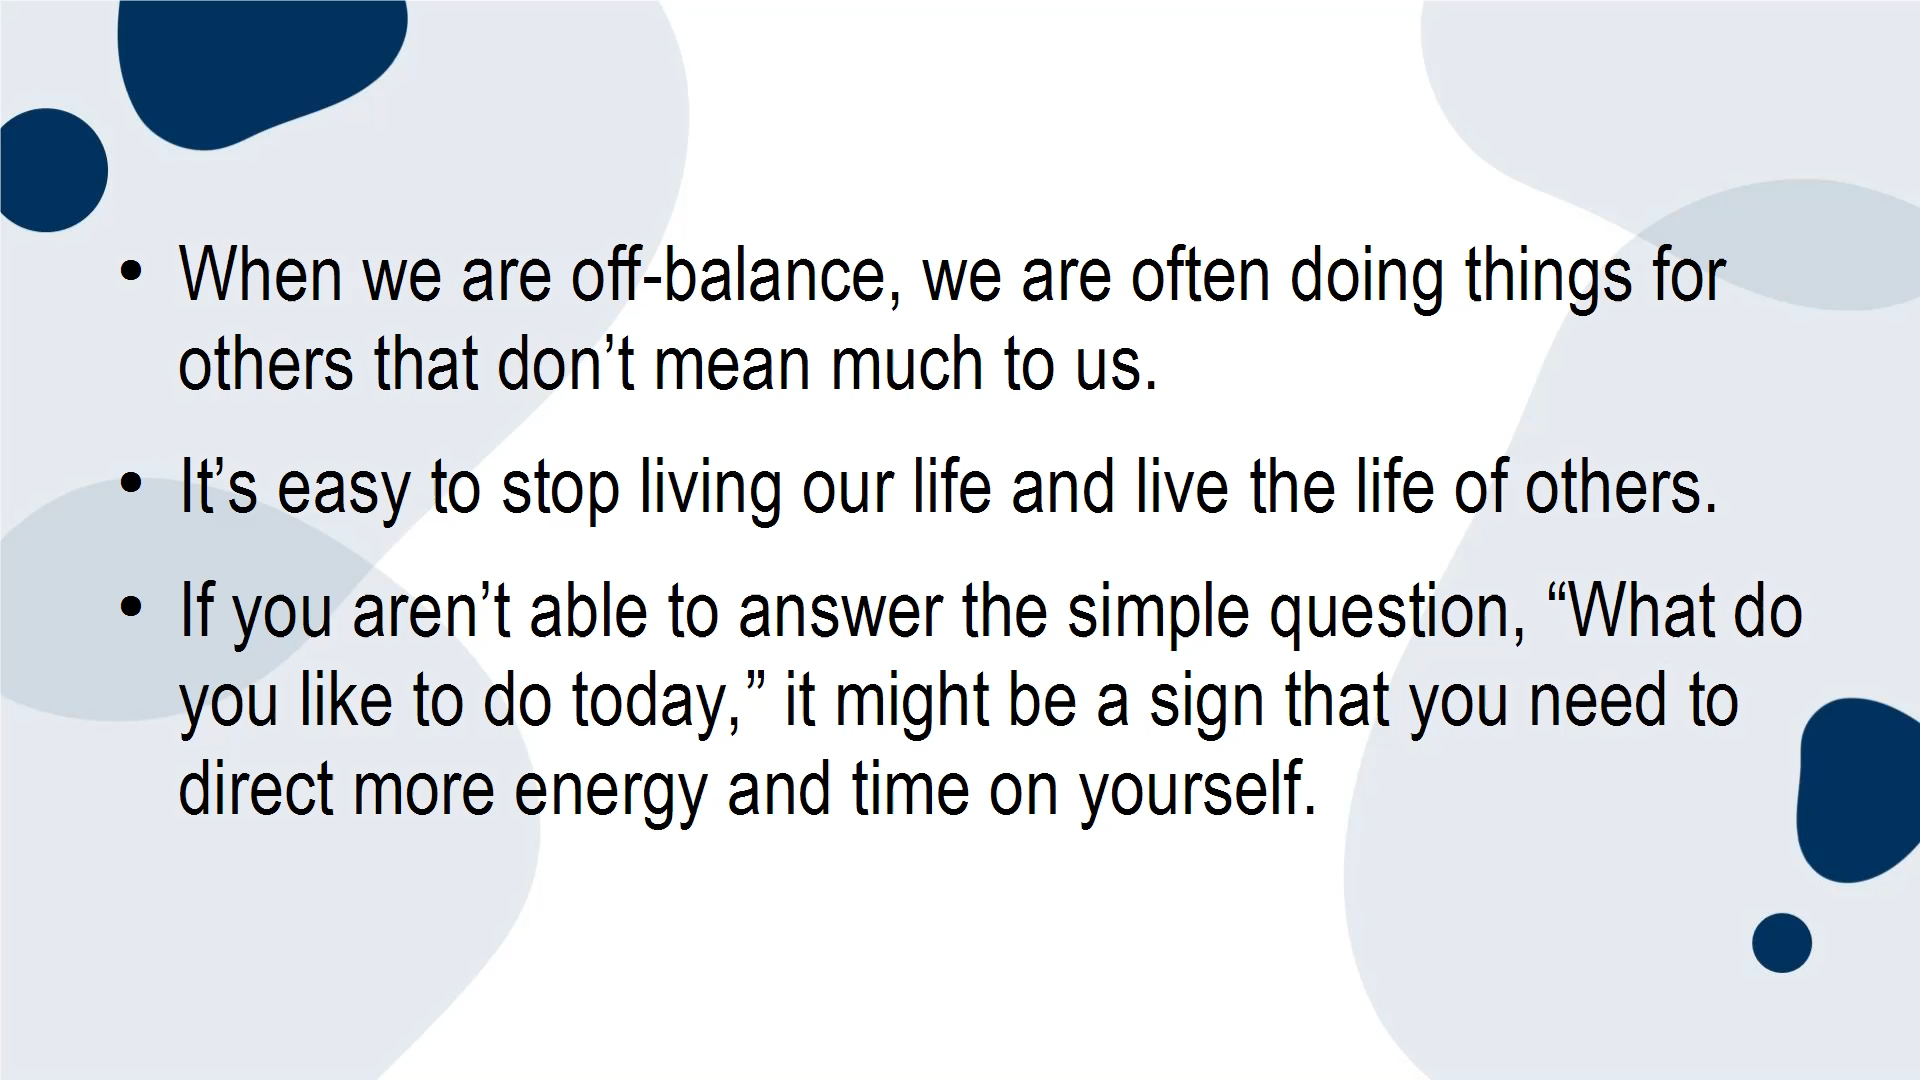 • When we are off-balance, we are often doing things for
others that don’t mean much to us.
• It’s easy to stop living our life and live the life of others.
• If you aren’t able to answer the simple question, “What do
you like to do today,” it might be a sign that you need to
direct more energy and time on yourself.